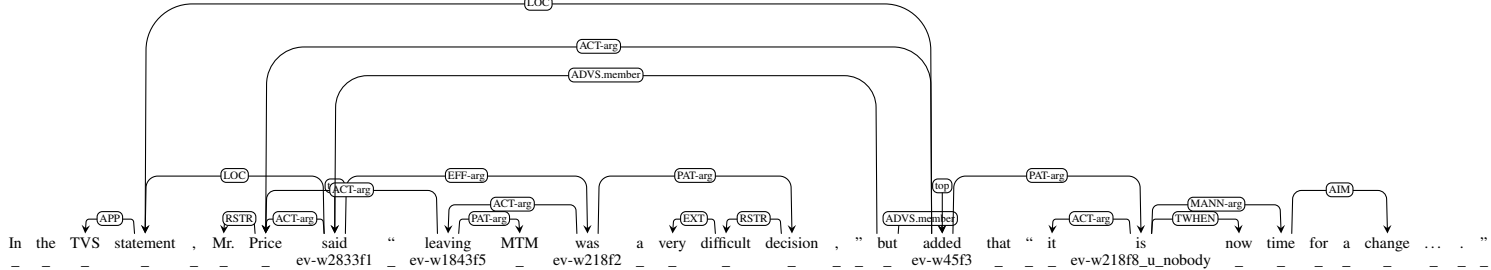 LOC
ACT-arg
ADVS.member
LOC
ACT-arg
EFF-arg
PAT-arg
top
PAT-arg
APP
RSTR
ACT-arg
ACT-arg
PAT-arg
EXT
RSTR
ADVS.member
ACT-arg
MANN-arg
TWHEN
AIM
In the TVS statement , Mr. Price said “ leaving MTM was a very difficult decision , ” but added that “ it is now time for a change … . ”
_ _ _ _ _ _ _ ev-w2833f1 _ ev-w1843f5 _ ev-w218f2 _ _ _ _ _ _ _ ev-w45f3 _ _ _ ev-w218f8_u_nobody _ _ _ _ _ _ _ _